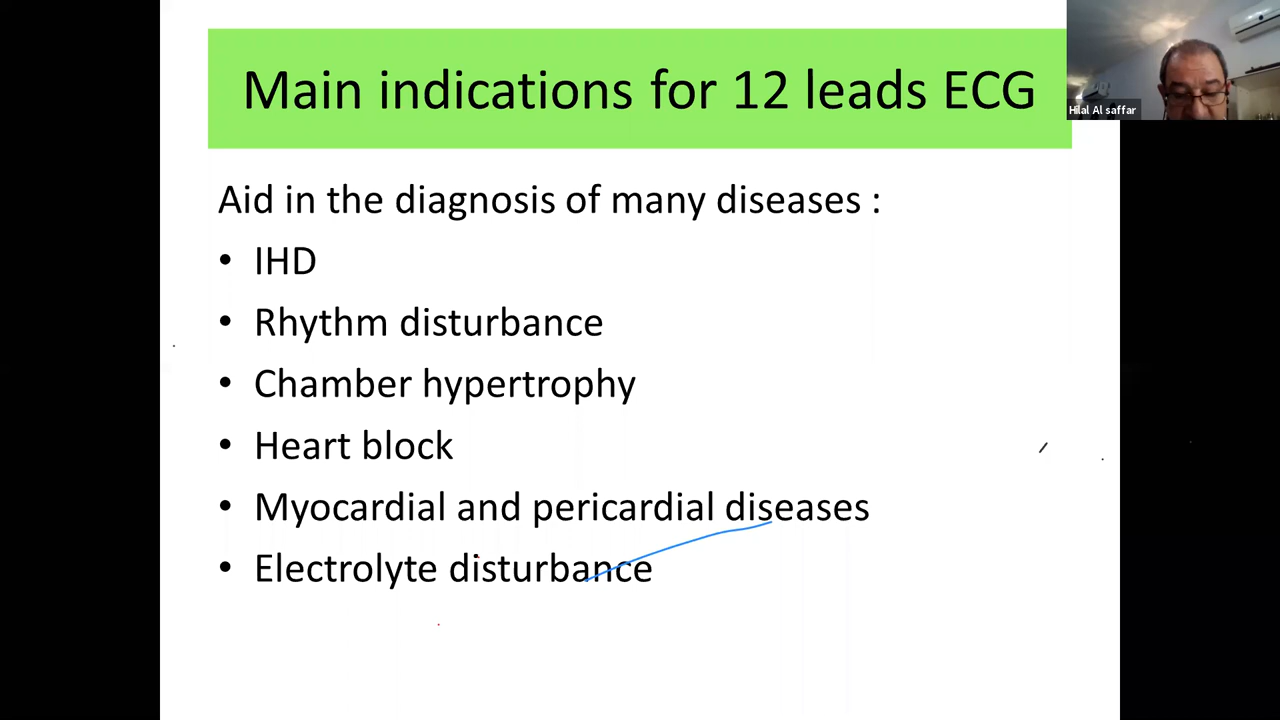 Main indications for 12 leads ECG
Hilal Al saffar
Aid in the diagnosis of many diseases :
• IHD
• Rhythm disturbance
• Chamber hypertrophy
• Heart block
• Myocardial and pericardial diseases
• Electrolyte disturbance